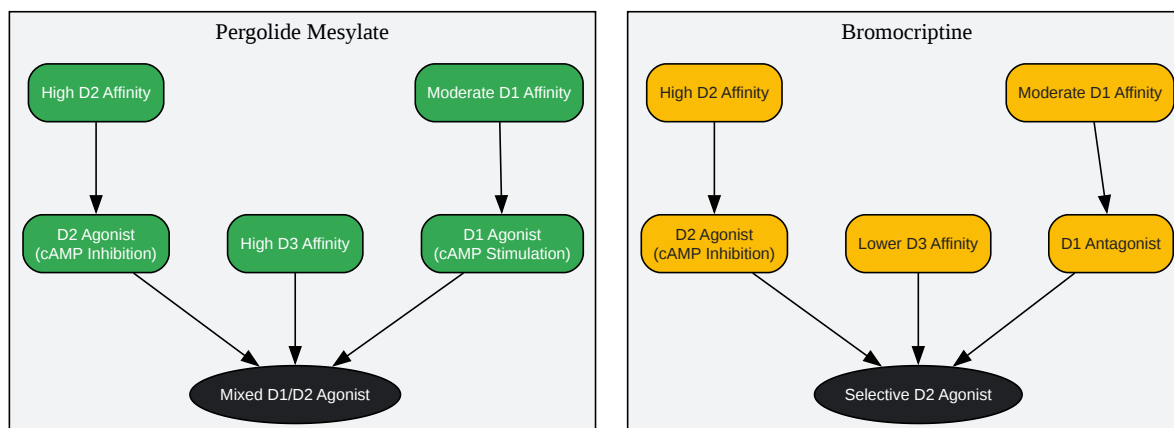 Pergolide Mesylate
High D2 Affinity
Moderate D1 Affinity
D2 Agonist
(cAMP Inhibition)
High D3 Affinity
D1 Agonist
(cAMP Stimulation)
Mixed D1/D2 Agonist
Bromocriptine
High D2 Affinity
Moderate D1 Affinity
D2 Agonist
(cAMP Inhibition)
Lower D3 Affinity
D1 Antagonist
Selective D2 Agonist